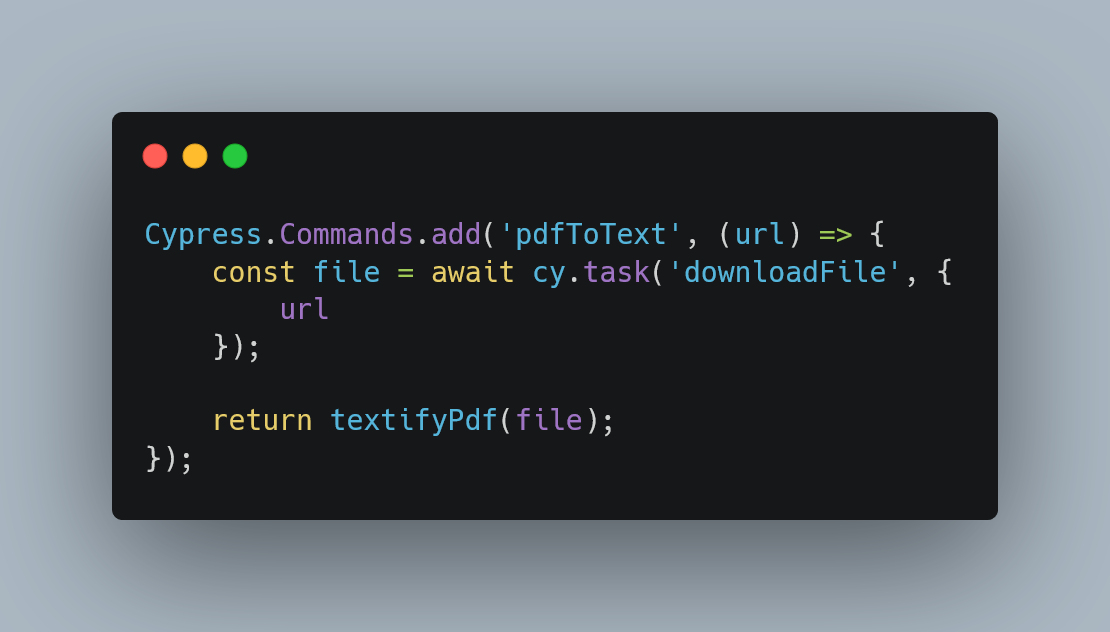 Cypress.Commands.add('pdfToText', (url) => {
    const file = await cy.task('downloadFile', {
        url
    });

    return textifyPdf(file);
});